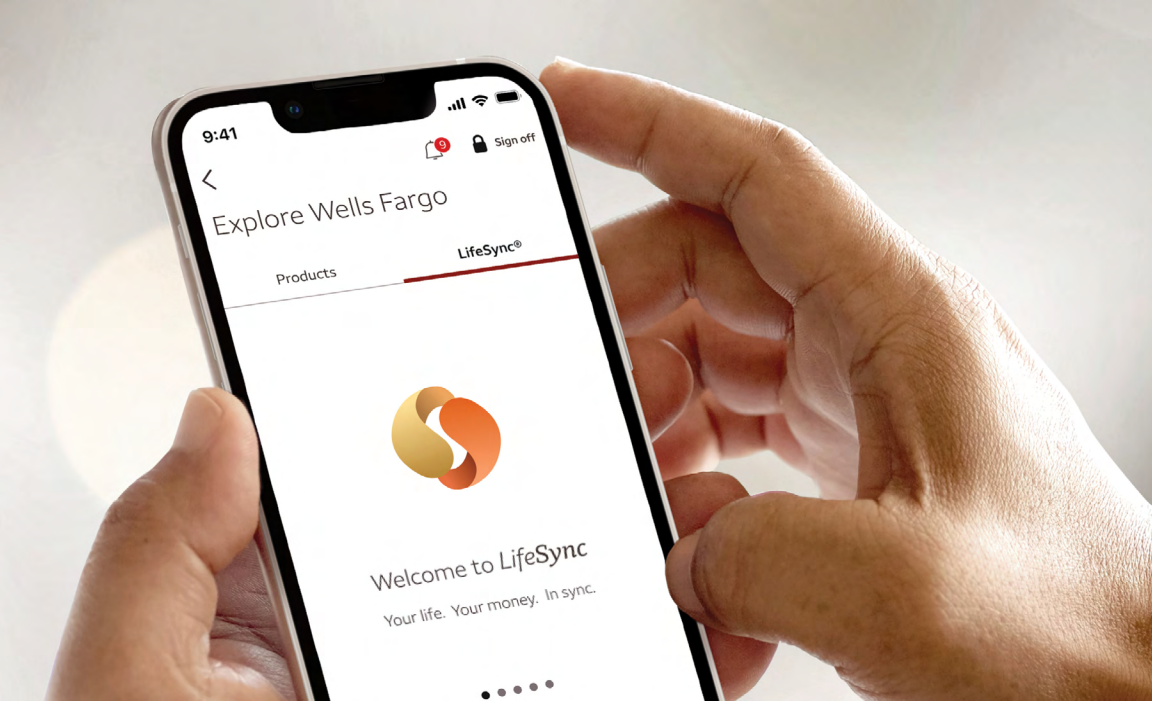 9:41
9
Sign off
Explore Wells Fargo
Products
LifeSync®
Welcome to LifeSync
Your life. Your money. In sync.